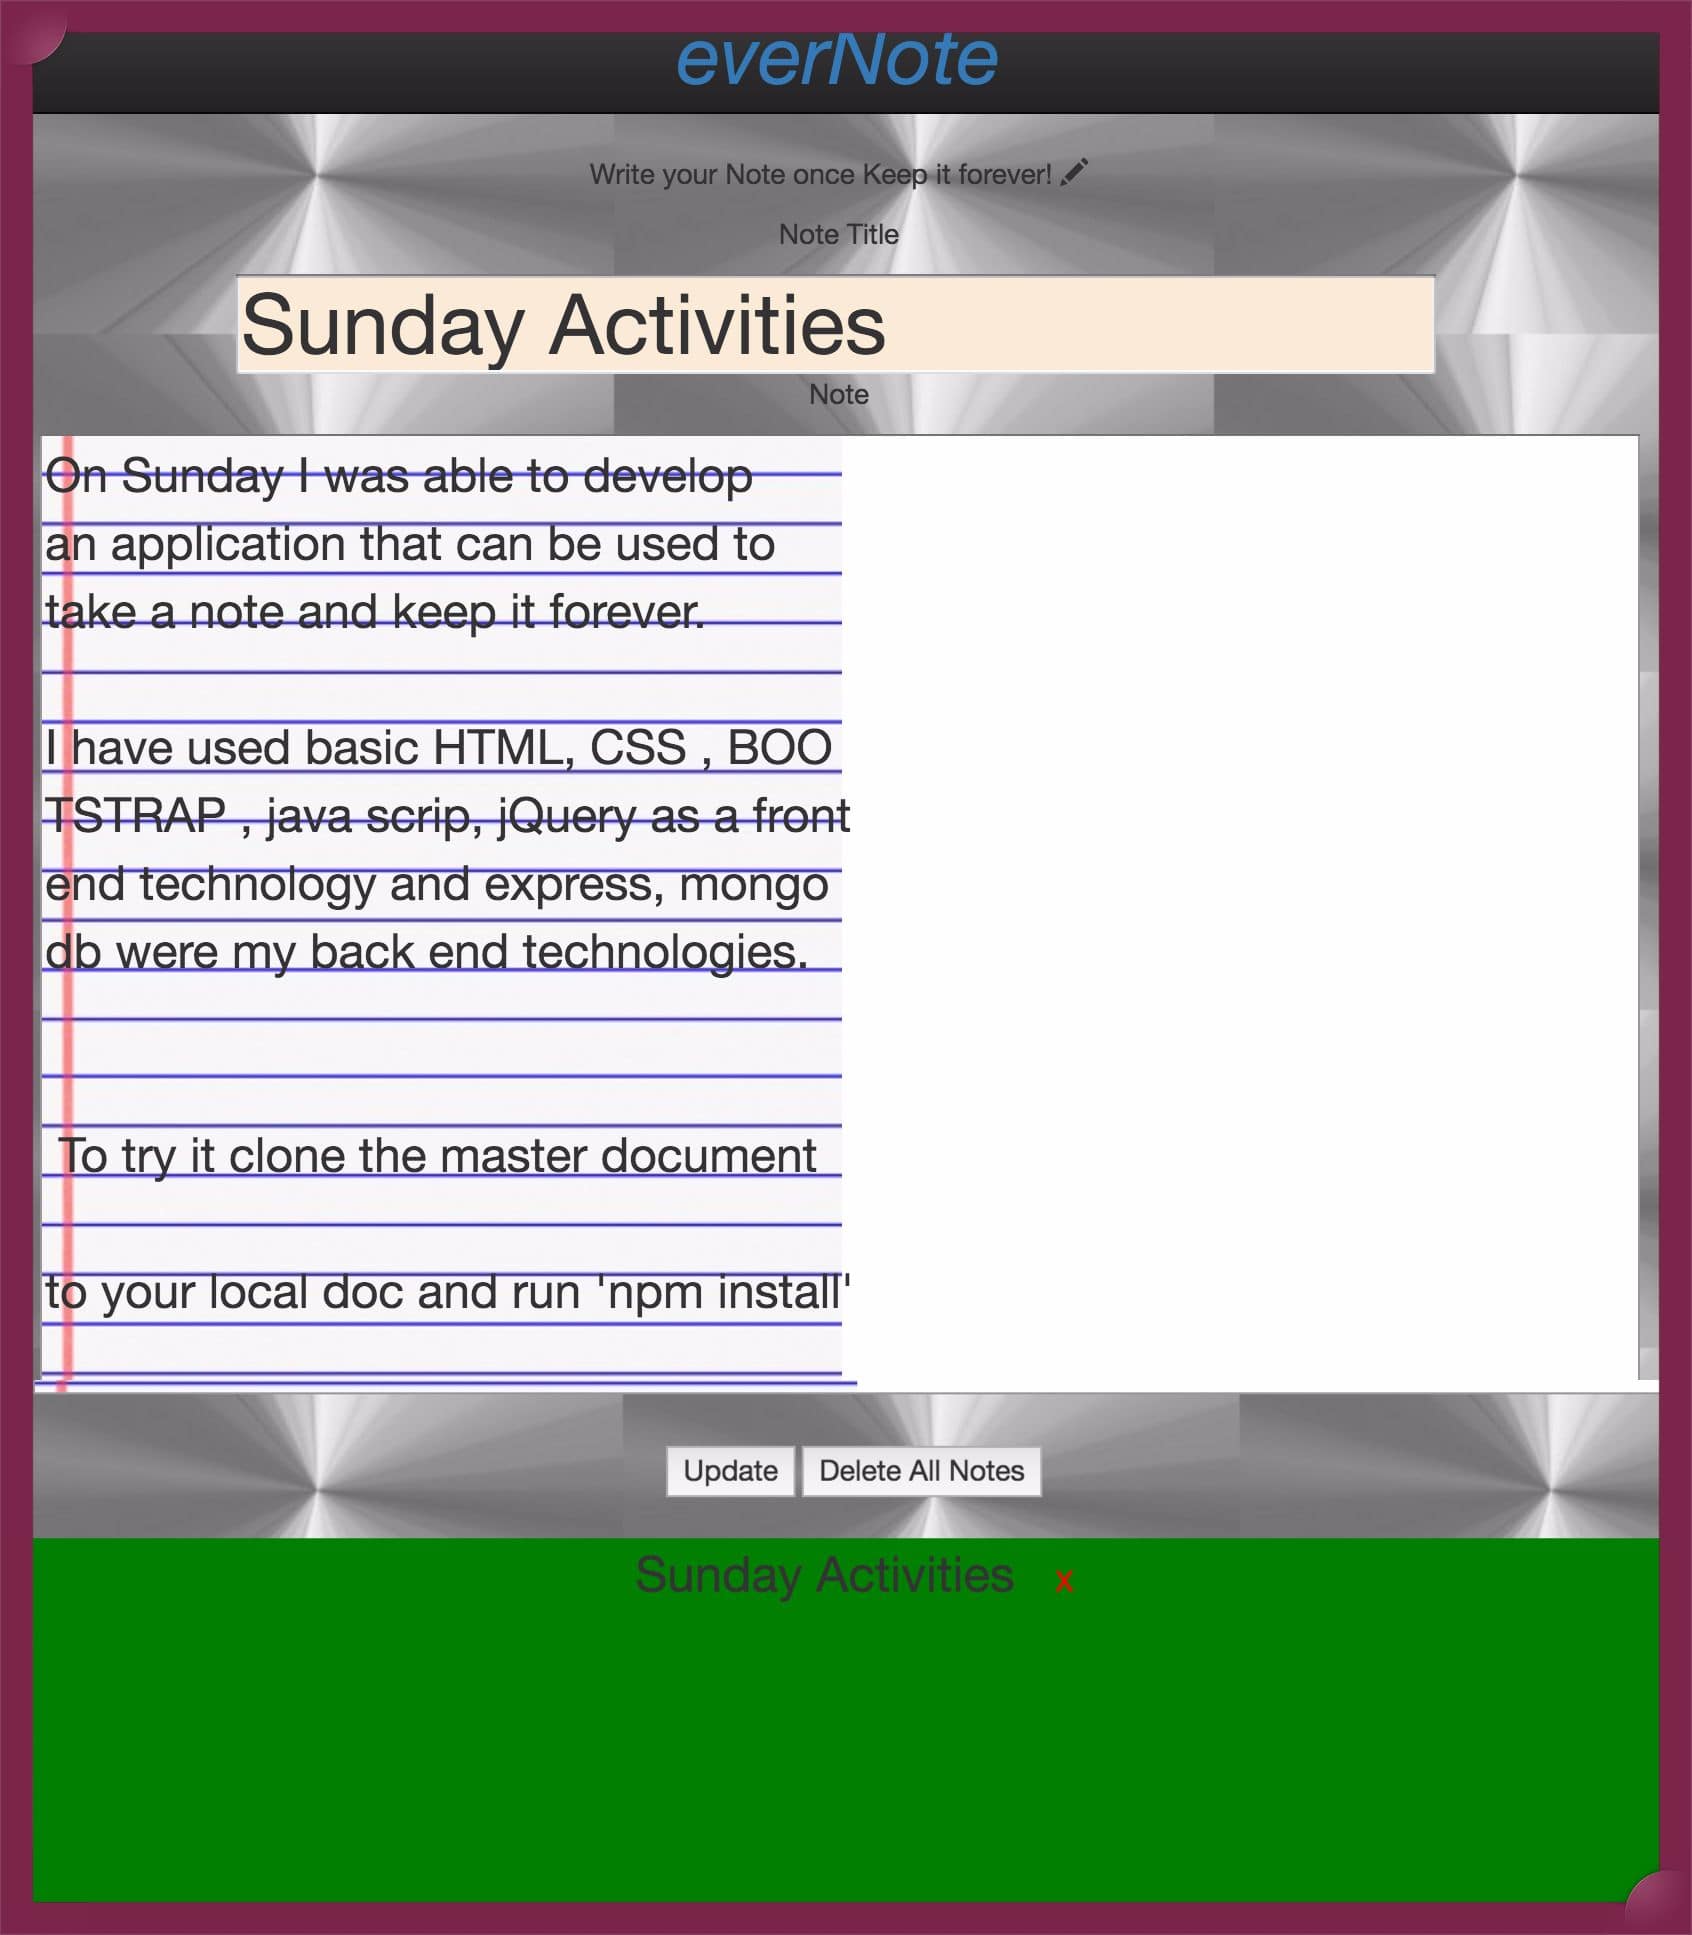 everNote
Write your Note once Keep it forever!
Note Title
Sunday Activities
Note
On Sunday I was able to develop
an application that can be used to
take a note and keep it forever.
I have used basic HTML, CSS , BOO
TSTRAP , java scrip, jQuery as a front
end technology and express, mongo
db were my back end technologies.
To try it clone the master document
to your local doc and run 'npm install'
Update Delete All Notes
Sunday Activities x